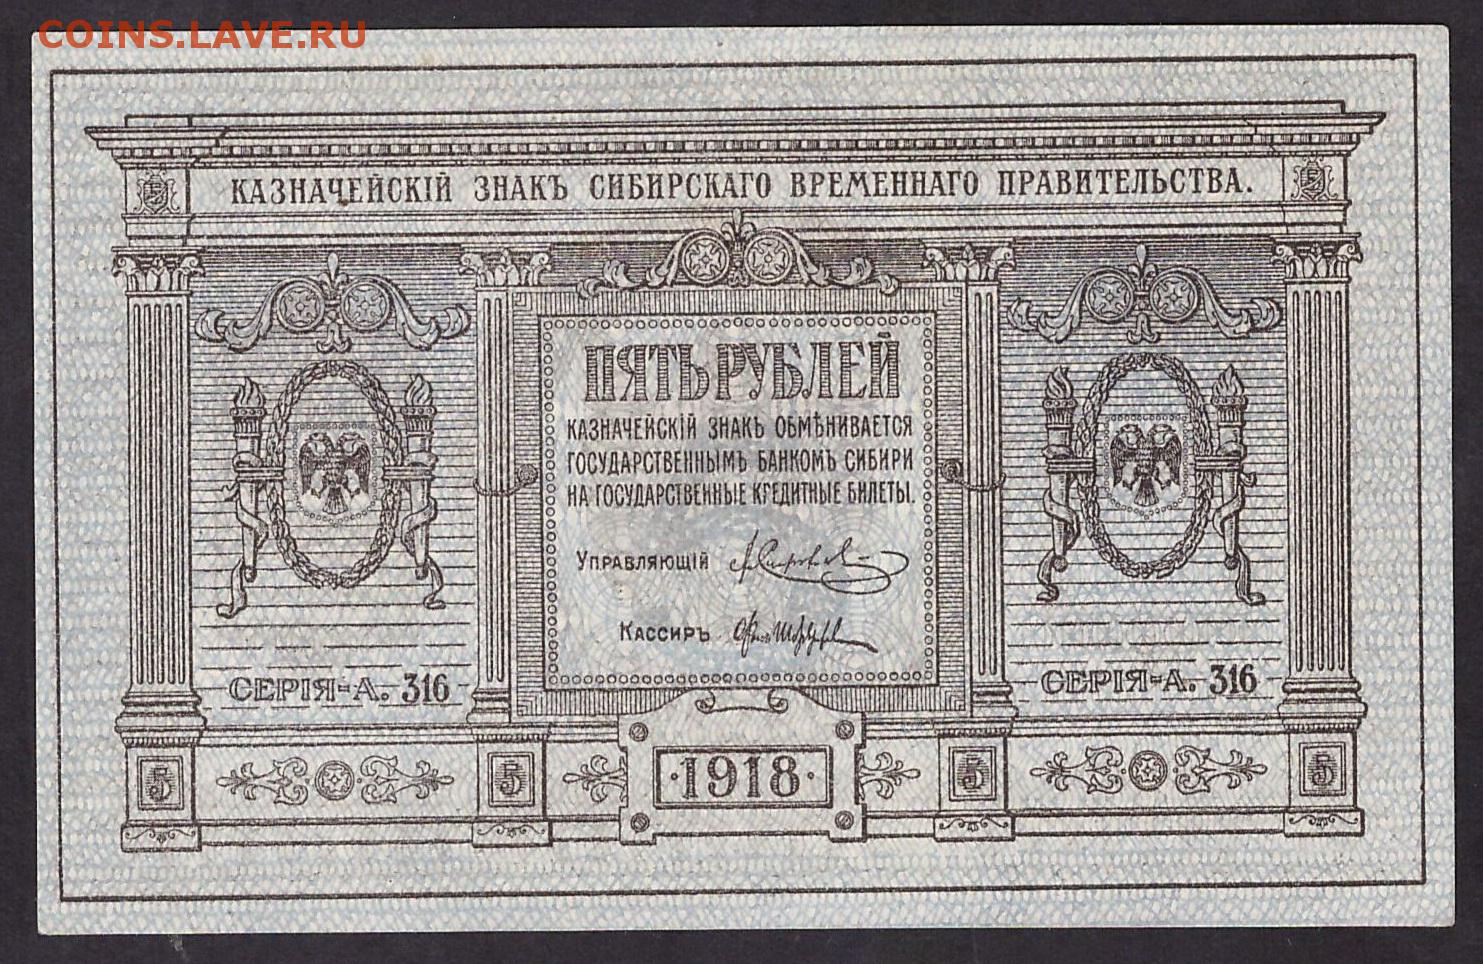 COINS.LAVE.RU
КАЗНАЧЕЙСКІЙ ЗНАКЪ СИБИРСКАГО ВРЕМЕННАГО ПРАВИТЕЛЬСТВА.
ПЯТЬ РУБЛЕЙ
КАЗНАЧЕЙСКІЙ ЗНАКЪ ОБМѢНИВАЕТСЯ
ГОСУДАРСТВЕННЫМЪ БАНКОМЪ СИБИРИ
НА ГОСУДАРСТВЕННЫЕ КРЕДИТНЫЕ БИЛЕТЫ.
УПРАВЛЯЮЩІЙ
КАССИРЪ
СЕРІЯ-А. 316
СЕРІЯ-А. 316
5 5 5 5
·1918·